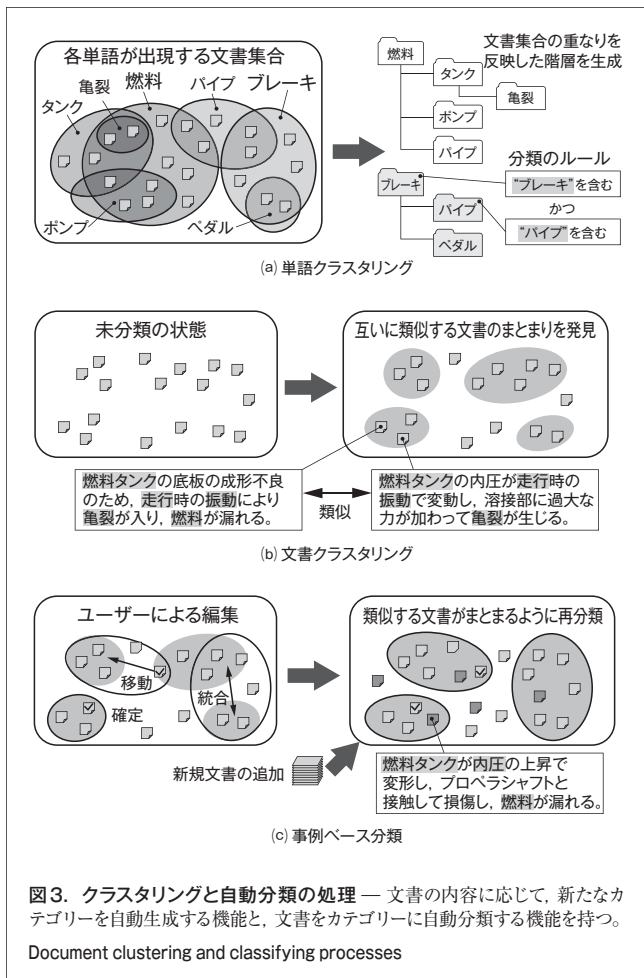 各単語が出現する文書集合
亀裂
燃料
パイプ
ブレーキ
タンク
ポンプ
ペダル
燃料
文書集合の重なりを
反映した階層を生成
タンク
亀裂
ポンプ
パイプ
分類のルール
ブレーキ
“ブレーキ”を含む
かつ
パイプ
“パイプ”を含む
ペダル
(a) 単語クラスタリング
未分類の状態
互いに類似する文書のまとまりを発見
燃料タンクの底板の成形不良
のため，走行時の振動により
亀裂が入り，燃料が漏れる。
類似
燃料タンクの内圧が走行時の
振動で変動し，溶接部に過大な
力が加わって亀裂が生じる。
(b) 文書クラスタリング
ユーザーによる編集
類似する文書がまとまるように再分類
移動
統合
確定
新規文書の追加
燃料タンクが内圧の上昇で
変形し，プロペラシャフトと
接触して損傷し，燃料が漏れる。
(c) 事例ベース分類
図3．クラスタリングと自動分類の処理 — 文書の内容に応じて，新たなカ
テゴリーを自動生成する機能と，文書をカテゴリーに自動分類する機能を持つ。
Document clustering and classifying processes